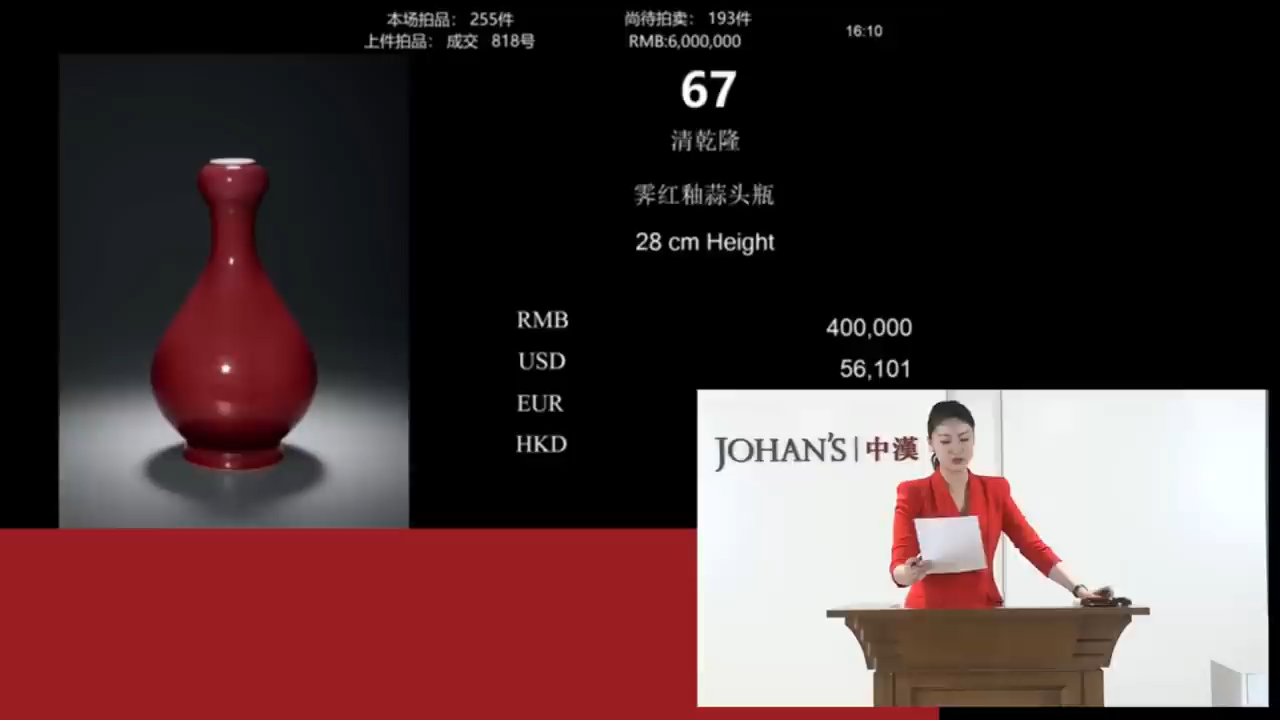 本场拍品： 255件
尚待拍卖： 193件
上件拍品： 成交 818号
RMB:6,000,000
16:10
67
清乾隆
霁红釉蒜头瓶
28 cm Height
RMB 400,000
USD 56,101
EUR
HKD
JOHAN'S | 中漢